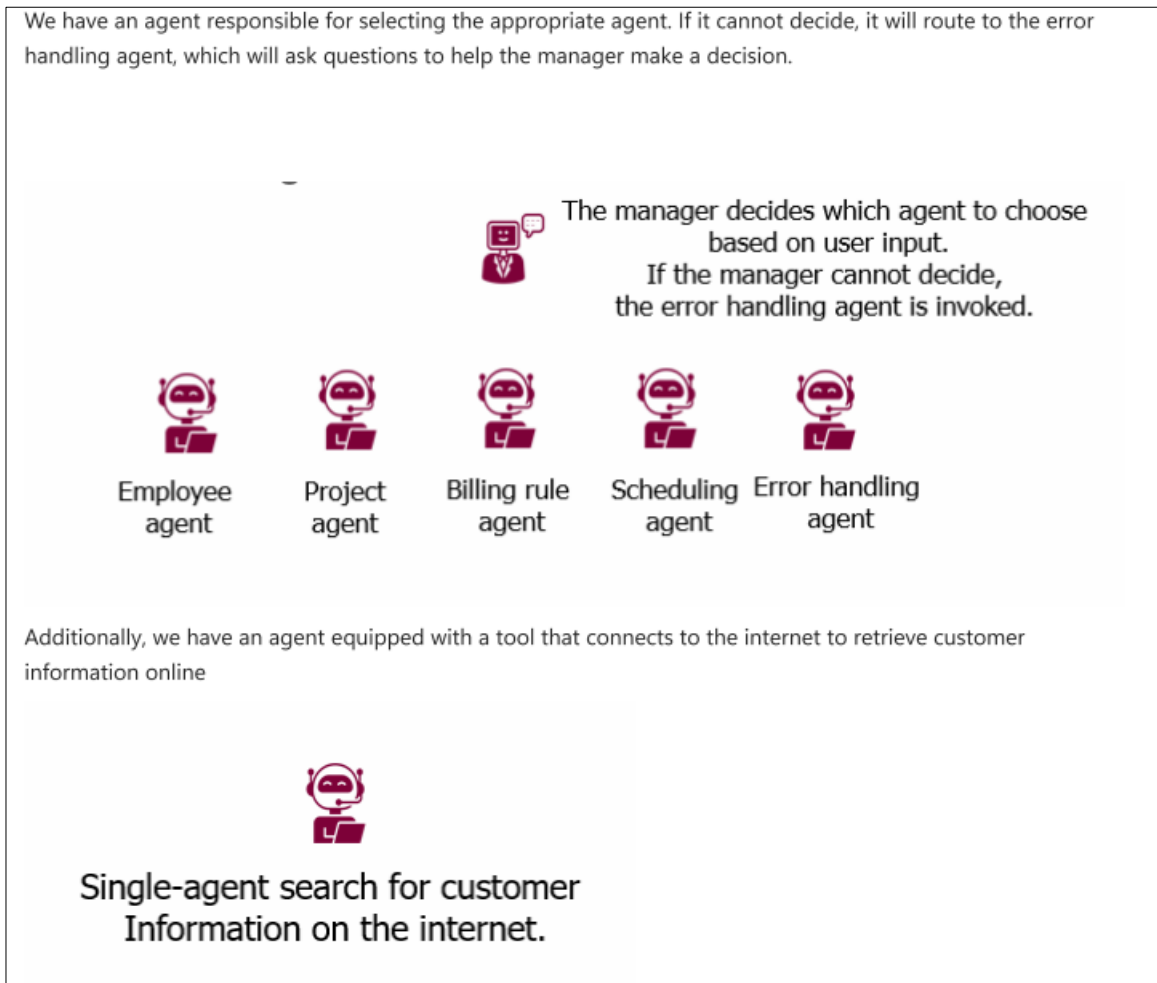 We have an agent responsible for selecting the appropriate agent. If it cannot decide, it will route to the error
handling agent, which will ask questions to help the manager make a decision.
The manager decides which agent to choose
based on user input.
If the manager cannot decide,
the error handling agent is invoked.
Employee
agent
Project
agent
Billing rule
agent
Scheduling
agent
Error handling
agent
Additionally, we have an agent equipped with a tool that connects to the internet to retrieve customer
information online
Single-agent search for customer
Information on the internet.